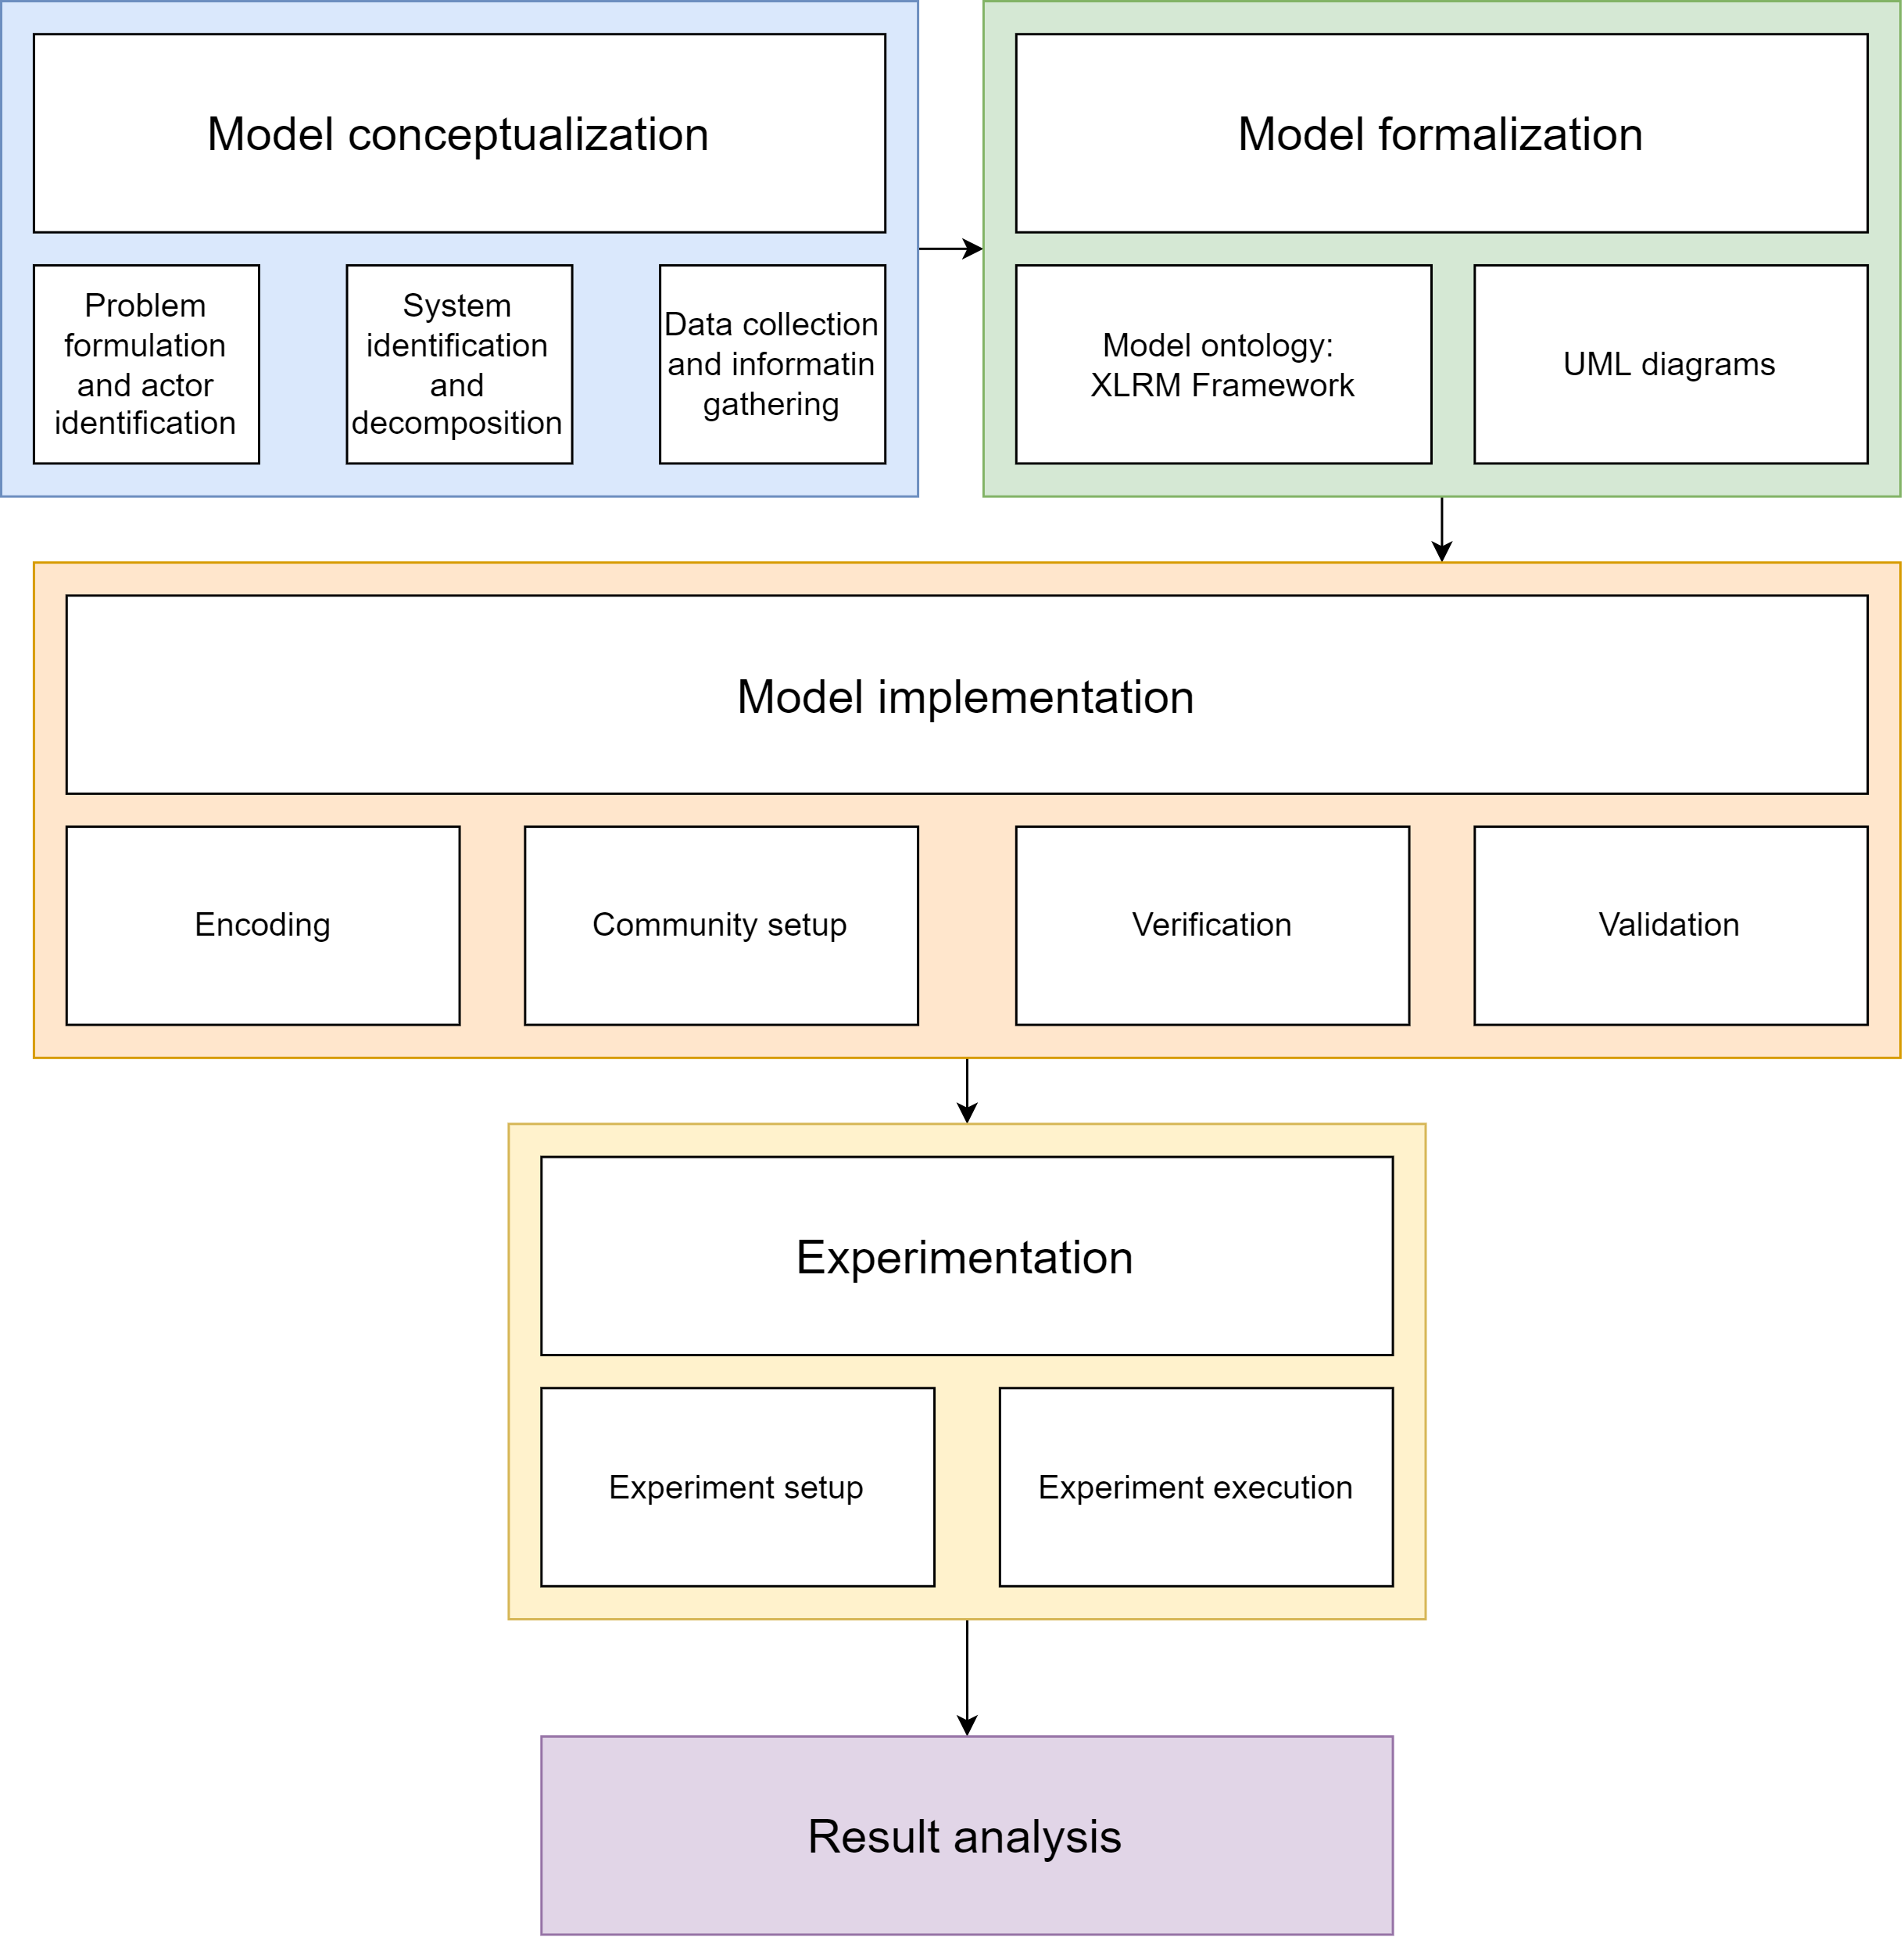 Model conceptualization
Problem
formulation
and actor
identification
System
identification
and
decomposition
Data collection
and informatin
gathering
Model formalization
Model ontology:
XLRM Framework
UML diagrams
Model implementation
Encoding
Community setup
Verification
Validation
Experimentation
Experiment setup
Experiment execution
Result analysis